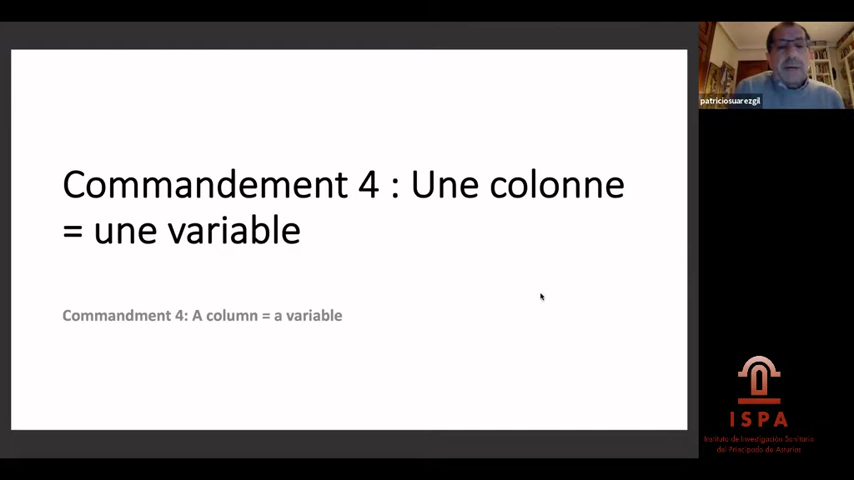 Commandement 4 : Une colonne
= une variable
Commandment 4: A column = a variable
patriciosuarezgil
ISPA
Instituto de Investigación Sanitaria
del Principado de Asturias